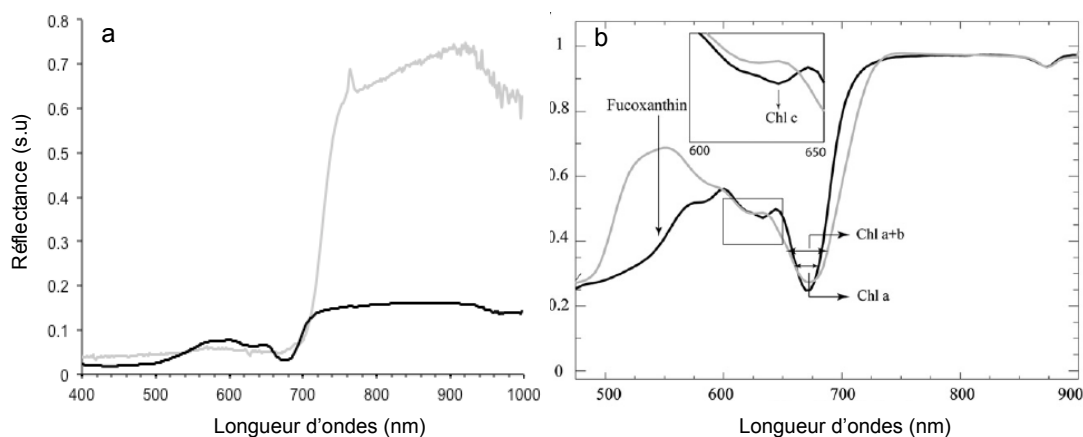 a
0.8
0.7
0.6
0.5
0.4
0.3
0.2
0.1
0
Réflectance (s.u)
400 500 600 700 800 900 1000
Longueur d'ondes (nm)
b
1
0.8
0.6
0.4
0.2
0
Fucoxanthin
Chl c
600 650
Chl a+b
Chl a
500 600 700 800 900
Longueur d'ondes (nm)